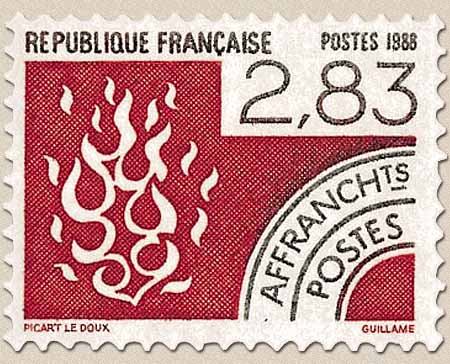 REPUBLIQUE FRANÇAISE POSTES 1988
2,83
AFFRANCHTS
POSTES
PICART LE DOUX GUILLAME